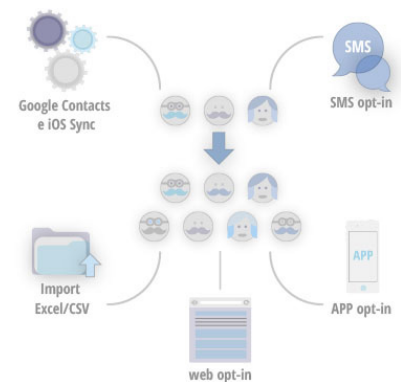 SMS
Google Contacts
e iOS Sync
SMS opt-in
APP
Import
Excel/CSV
APP opt-in
web opt-in